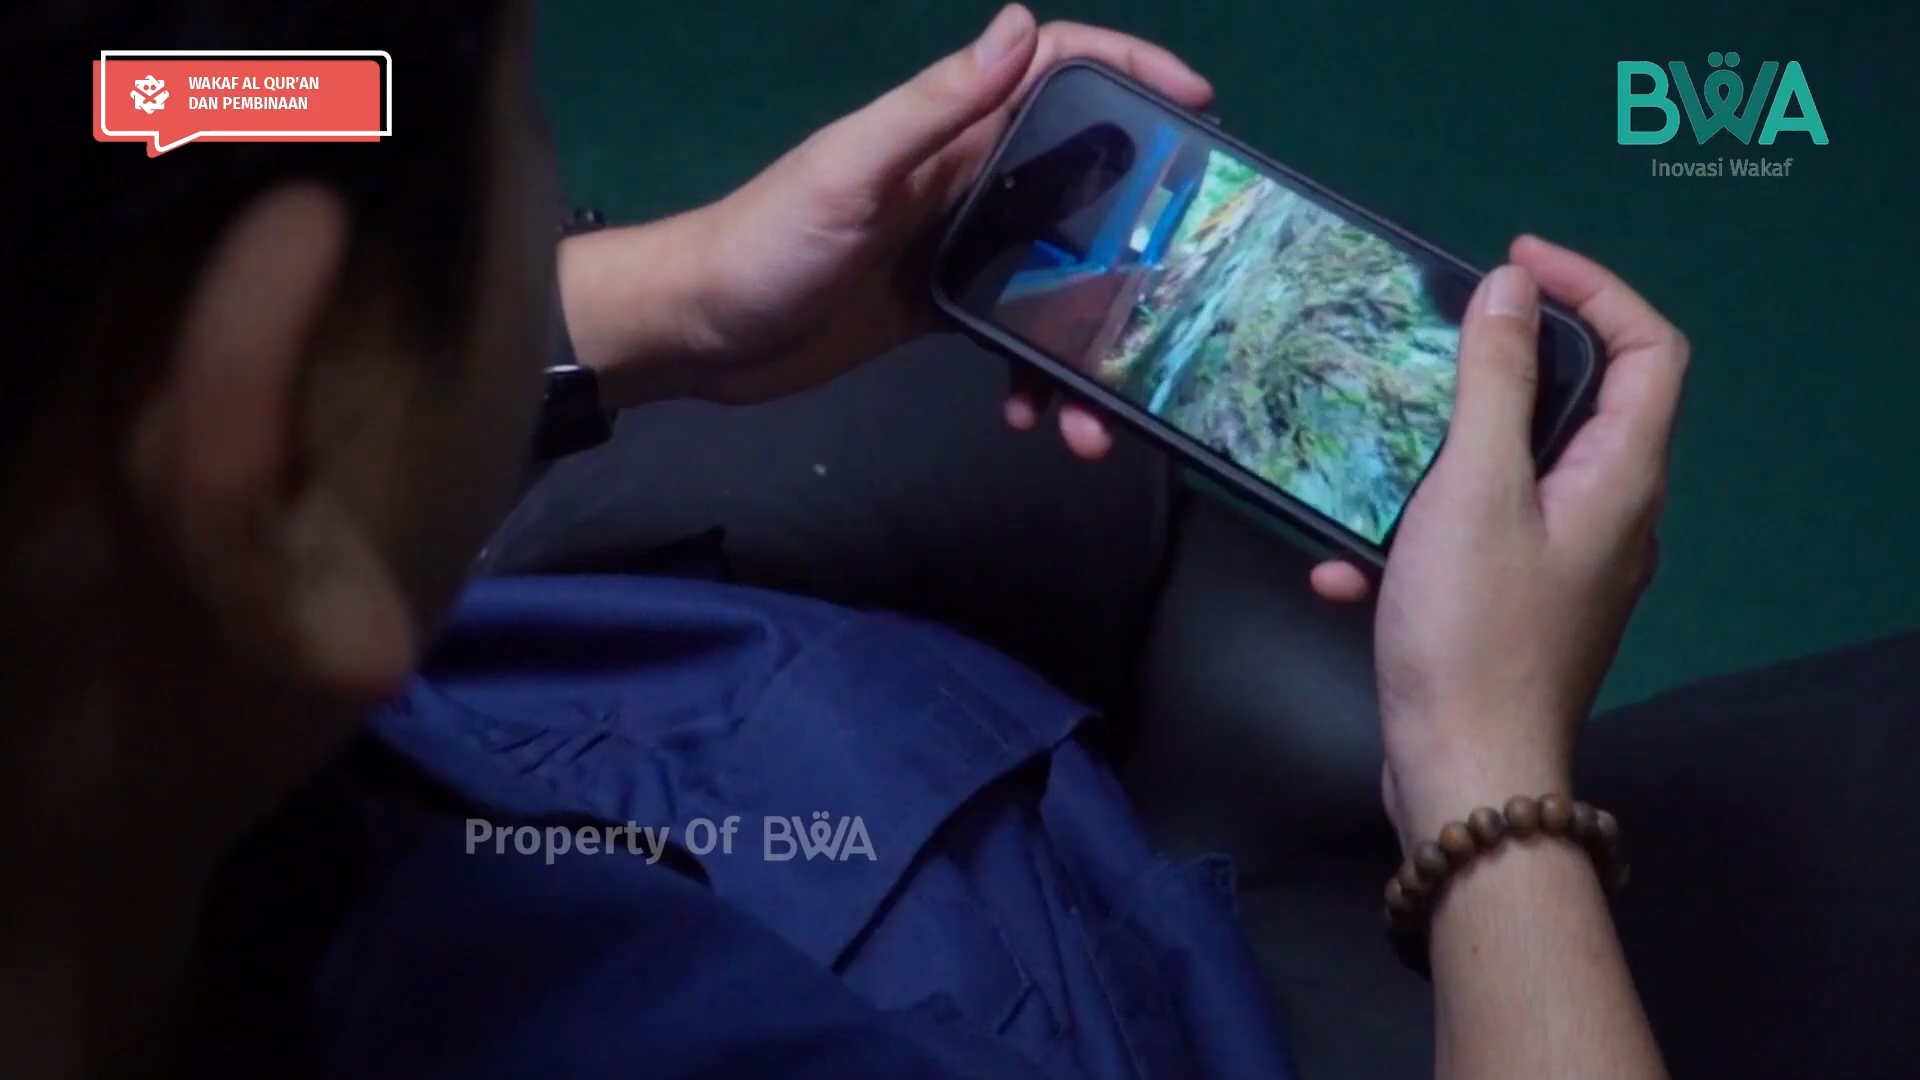 WAKAF AL QUR'AN
DAN PEMBINAAN
BWA
Inovasi Wakaf
Property Of BWA